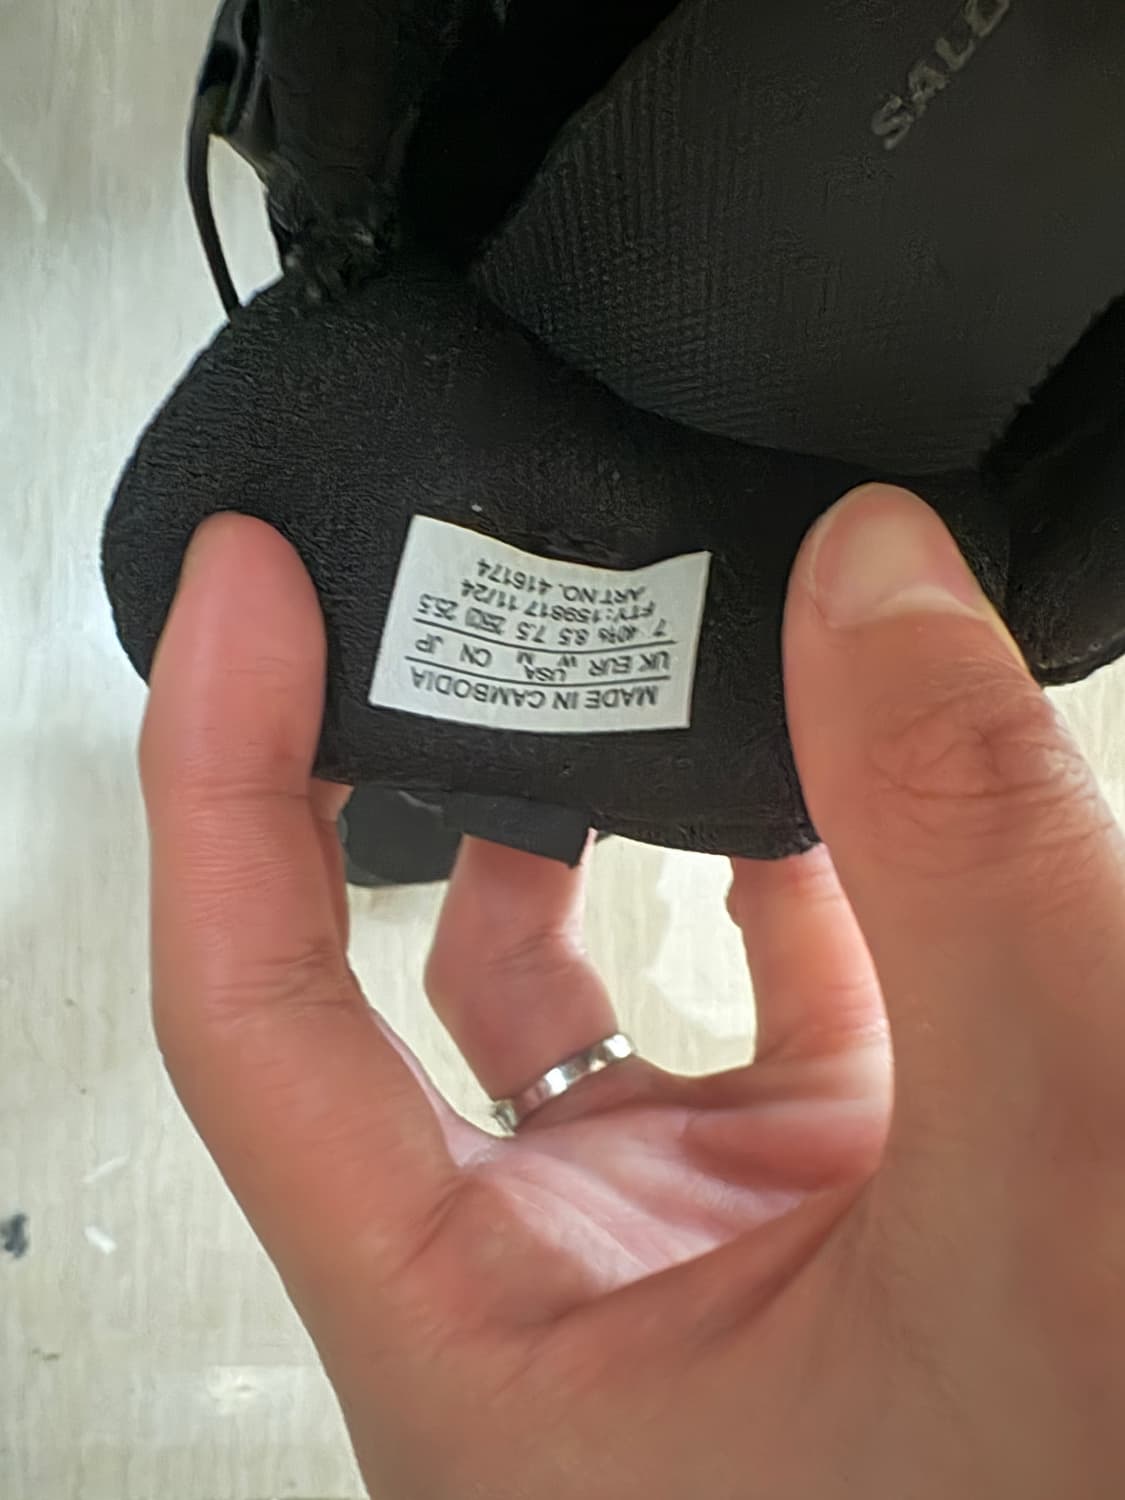 SALO
MADE IN CAMBODIA
UK EUR USA CN JP
W M
7 40⅔ 8.5 7.5 25.5
FTY: 159817 11/24
ART NO. 416174